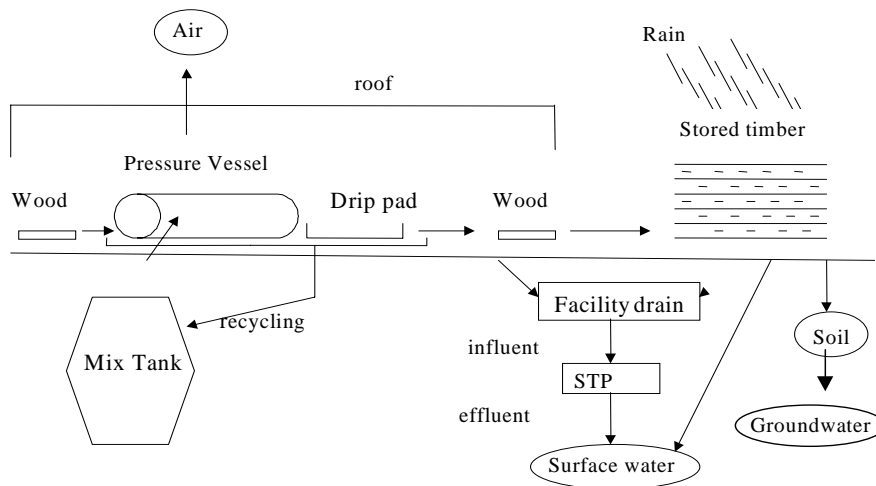 Air
Rain
roof
Stored timber
Pressure Vessel
Wood
Drip pad
Wood
Facility drain
recycling
Soil
influent
Mix Tank
STP
effluent
Groundwater
Surface water